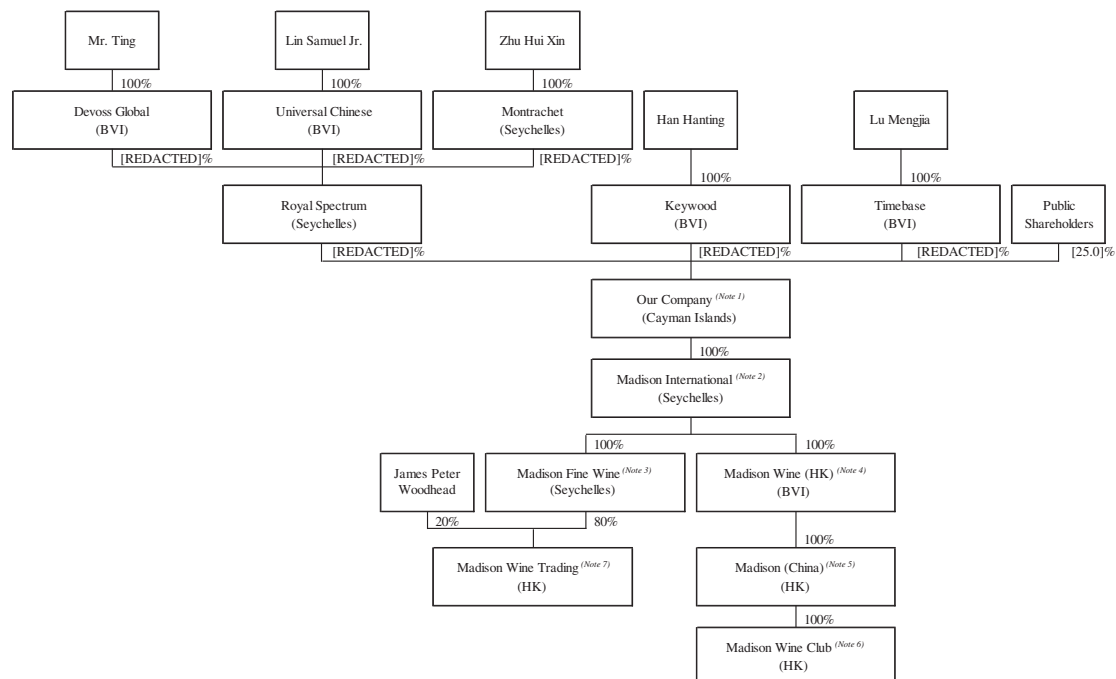 Mr. Ting
Lin Samuel Jr.
Zhu Hui Xin
100%
100%
100%
Devoss Global
(BVI)
Universal Chinese
(BVI)
Montrachet
(Seychelles)
Han Hanting
Lu Mengjia
[REDACTED]%
[REDACTED]%
[REDACTED]%
100%
100%
Royal Spectrum
(Seychelles)
Keywood
(BVI)
Timebase
(BVI)
Public
Shareholders
[REDACTED]%
[REDACTED]%
[REDACTED]%
[25.0]%
Our Company (Note 1)
(Cayman Islands)
100%
Madison International (Note 2)
(Seychelles)
100%
100%
James Peter
Woodhead
Madison Fine Wine (Note 3)
(Seychelles)
Madison Wine (HK) (Note 4)
(BVI)
20%
80%
100%
Madison Wine Trading (Note 7)
(HK)
Madison (China) (Note 5)
(HK)
100%
Madison Wine Club (Note 6)
(HK)